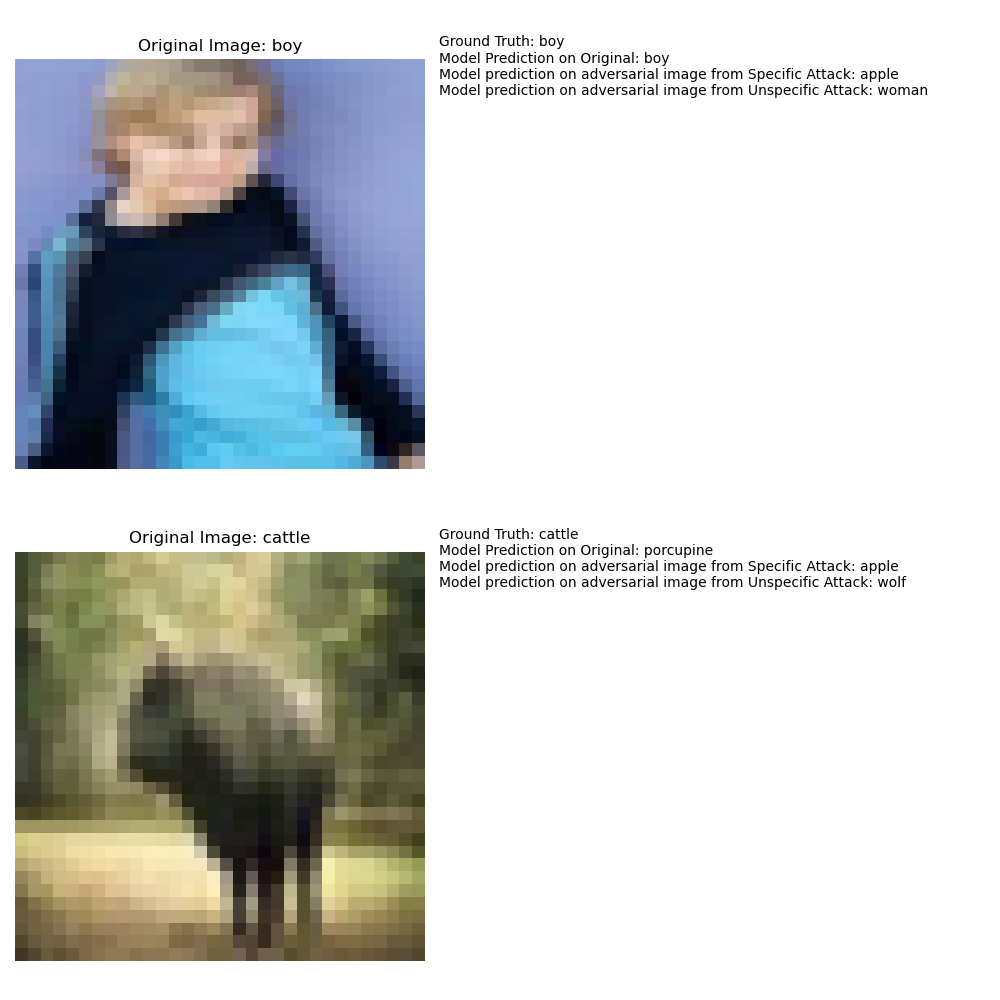 Original Image: boy
Ground Truth: boy
Model Prediction on Original: boy
Model prediction on adversarial image from Specific Attack: apple
Model prediction on adversarial image from Unspecific Attack: woman
Original Image: cattle
Ground Truth: cattle
Model Prediction on Original: porcupine
Model prediction on adversarial image from Specific Attack: apple
Model prediction on adversarial image from Unspecific Attack: wolf